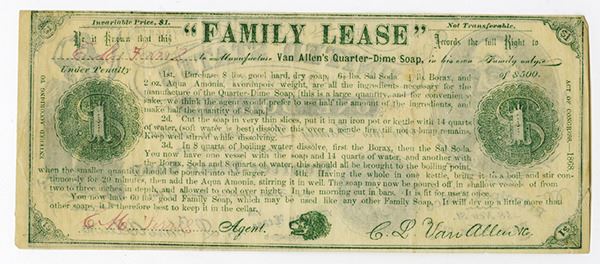 Invariable Price, $1. "FAMILY LEASE" Not Transferable.
Be it Known that this Accords the full Right to
to Manufacture Van Allen's Quarter-Dime Soap, in his own Family only:
Under Penalty of $500.
1st. Purchase 8 lbs. good hard, dry soap, 6 lbs. Sal Soda Borax, and
2 oz. Aqua Amonia, avoirdupois weight, are all the ingredients necessary for the
manufacture of the Quarter-Dime Soap, (this is a large quantity, and for convenience
sake, we think the agent would prefer to use half the amount of the ingredients, and
make half the quantity of Soap.)
2d. Cut the soap in very thin slices, put it in an iron pot or kettle with 14 quarts
of water, (soft water is best) dissolve this over a gentle fire, till not a lump remains.
Keep well stirred while dissolving.
3d. In 8 quarts of boiling water dissolve, first the Borax, then the Sal Soda.
You now have one vessel with the soap and 14 quarts of water, and another with
Borax, Soda and 8 quarts of water; this should all be brought to the boiling point,
when the smaller quantity should be poured into the larger. 4th. Having the whole in one kettle, bring it to a boil, and stir con-
tinuously for 20 minutes, then add the Aqua Amonia, stirring it in well. The soap may now be poured off in shallow vessels of from
two to three inches in depth, and allowed to cool over night. In the morning cut in bars. It is fit for use at once.
You now have 60 lbs. good Family Soap, which may be used like any other Family Soap. It will dry up a little more than
other soaps, it is therefore best to keep it in the cellar.
C. M. Agent. C. L. Van Allen &c.
ENTERED ACCORDING TO
ACT OF CONGRESS, 1868
1
1
$1
$1
$1
$1